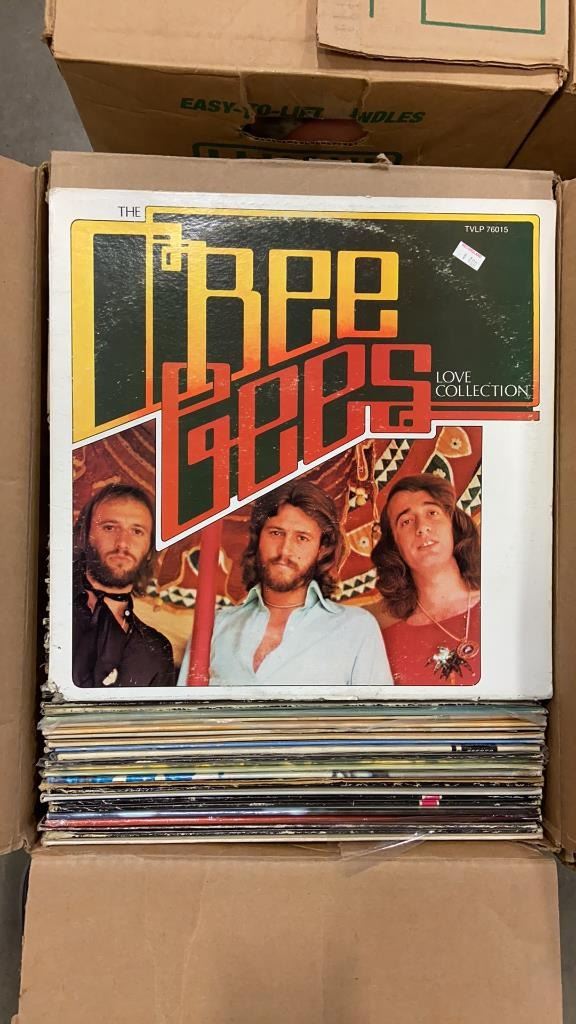 EASY-TO-LIFT HANDLES
THE
TVLP 76015
BEE
GEES
LOVE
COLLECTION